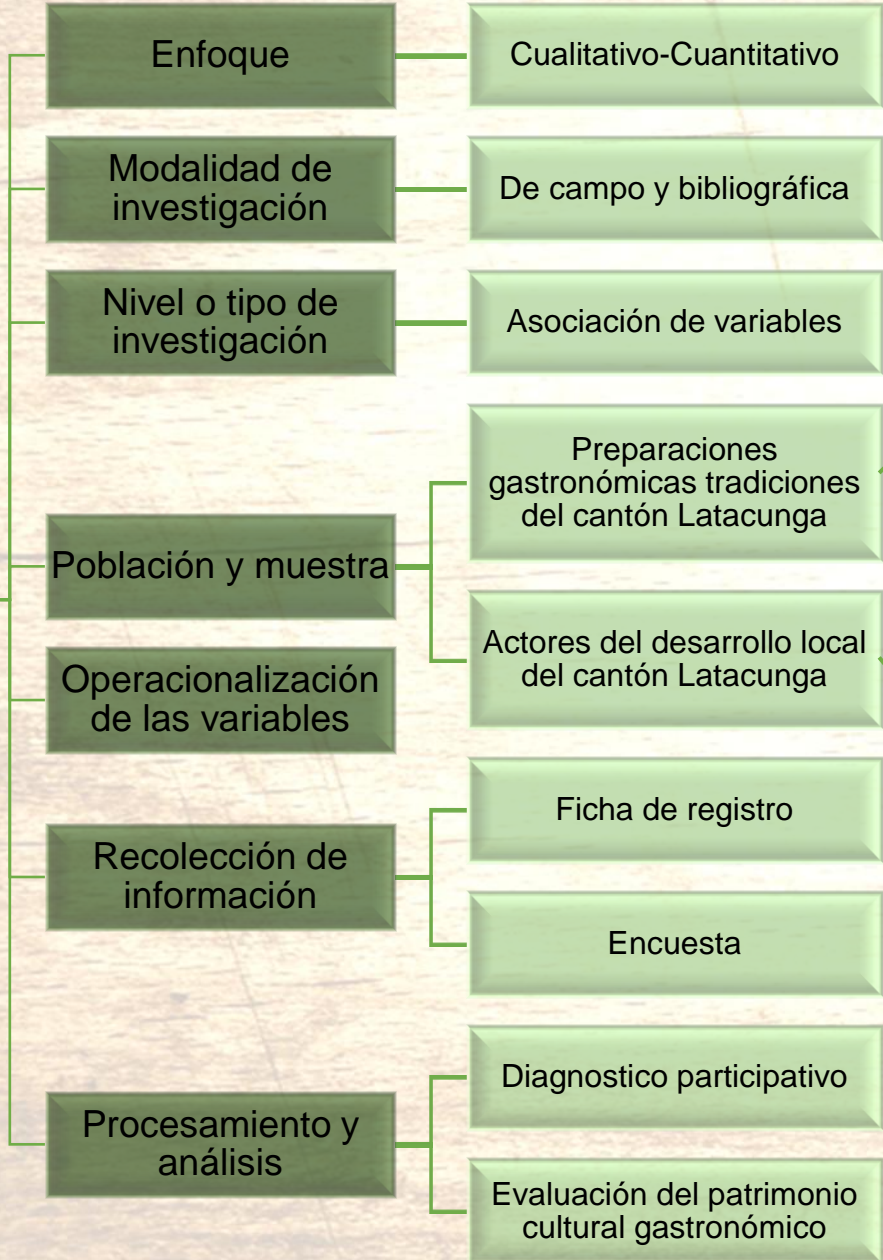 Enfoque
Cualitativo-Cuantitativo
Modalidad de
investigación
De campo y bibliográfica
Nivel o tipo de
investigación
Asociación de variables
Población y muestra
Preparaciones
gastronómicas tradiciones
del cantón Latacunga
Actores del desarrollo local
del cantón Latacunga
Operacionalización
de las variables
Recolección de
información
Ficha de registro
Encuesta
Procesamiento y
análisis
Diagnostico participativo
Evaluación del patrimonio
cultural gastronómico